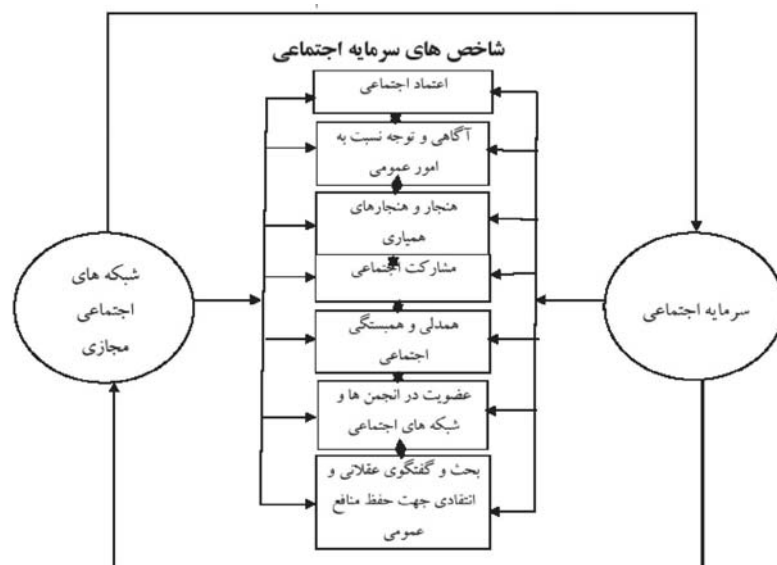 شاخص های سرمایه اجتماعی
اعتماد اجتماعی
آگاهی و توجه نسبت به
امور عمومی
هنجار و هنجارهای
همیاری
مشارکت اجتماعی
همدلی و همبستگی
اجتماعی
عضویت در انجمن ها و
شبکه های اجتماعی
بحث و گفتگوی عقلانی و
انتقادی جهت حفظ منافع
عمومی
سرمایه اجتماعی
شبکه های
اجتماعی
مجازی